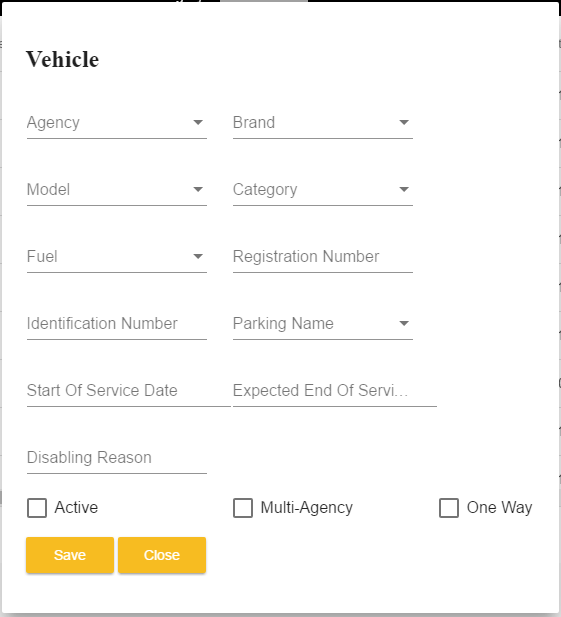 Vehicle
Agency Brand
Model Category
Fuel Registration Number
Identification Number Parking Name
Start Of Service Date Expected End Of Servi...
Disabling Reason
Active Multi-Agency One Way
Save Close